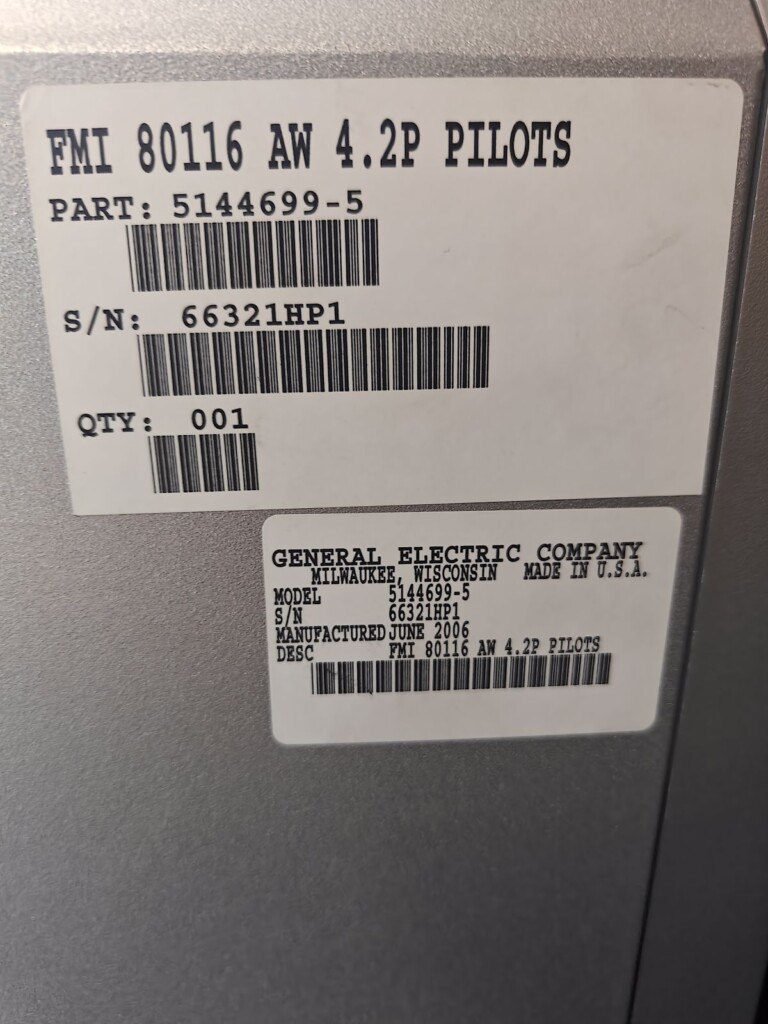 FMI 80116 AW 4.2P PILOTS
PART: 5144699-5
S/N: 66321HP1
QTY: 001
GENERAL ELECTRIC COMPANY
MILWAUKEE, WISCONSIN MADE IN U.S.A.
MODEL 5144699-5
S/N 66321HP1
MANUFACTURED JUNE 2006
DESC FMI 80116 AW 4.2P PILOTS